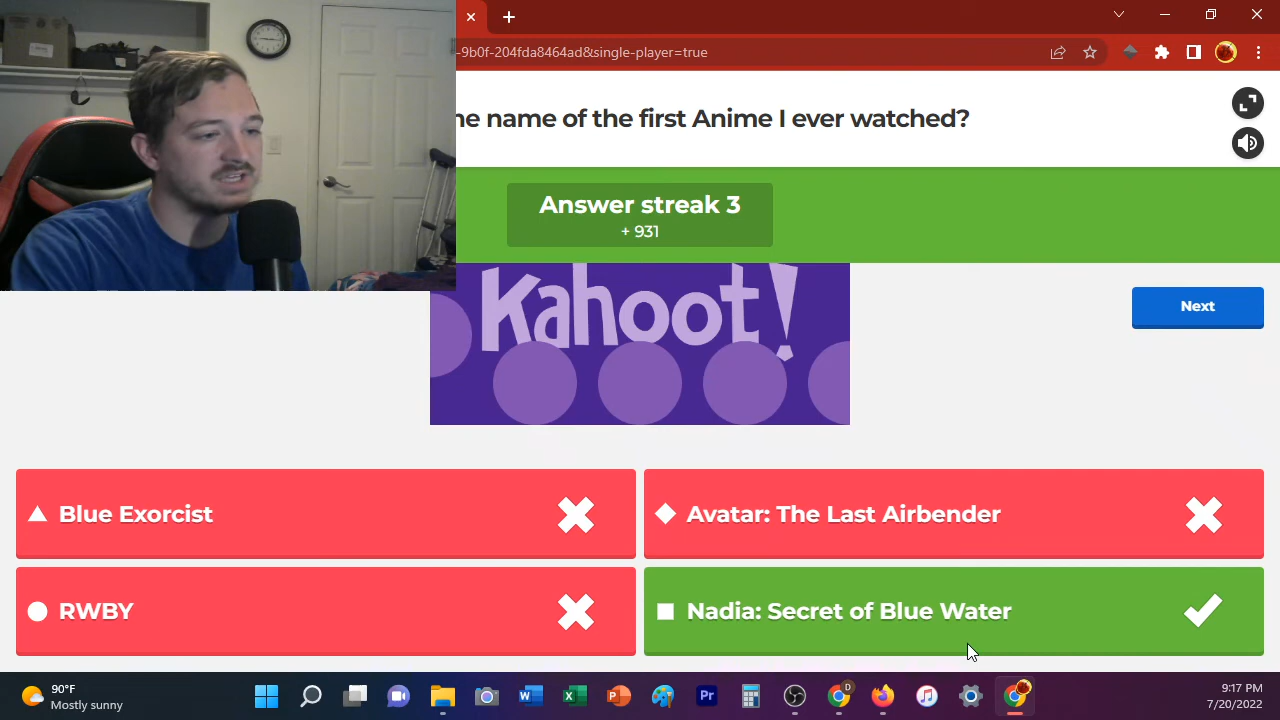 -9b0f-204fda8464ad&single-player=true
he name of the first Anime I ever watched?
Answer streak 3
+ 931
Kahoot!
Next
Blue Exorcist
Avatar: The Last Airbender
RWBY
Nadia: Secret of Blue Water
90°F
Mostly sunny
W
X
P
Pr
D
9:17 PM
7/20/2022